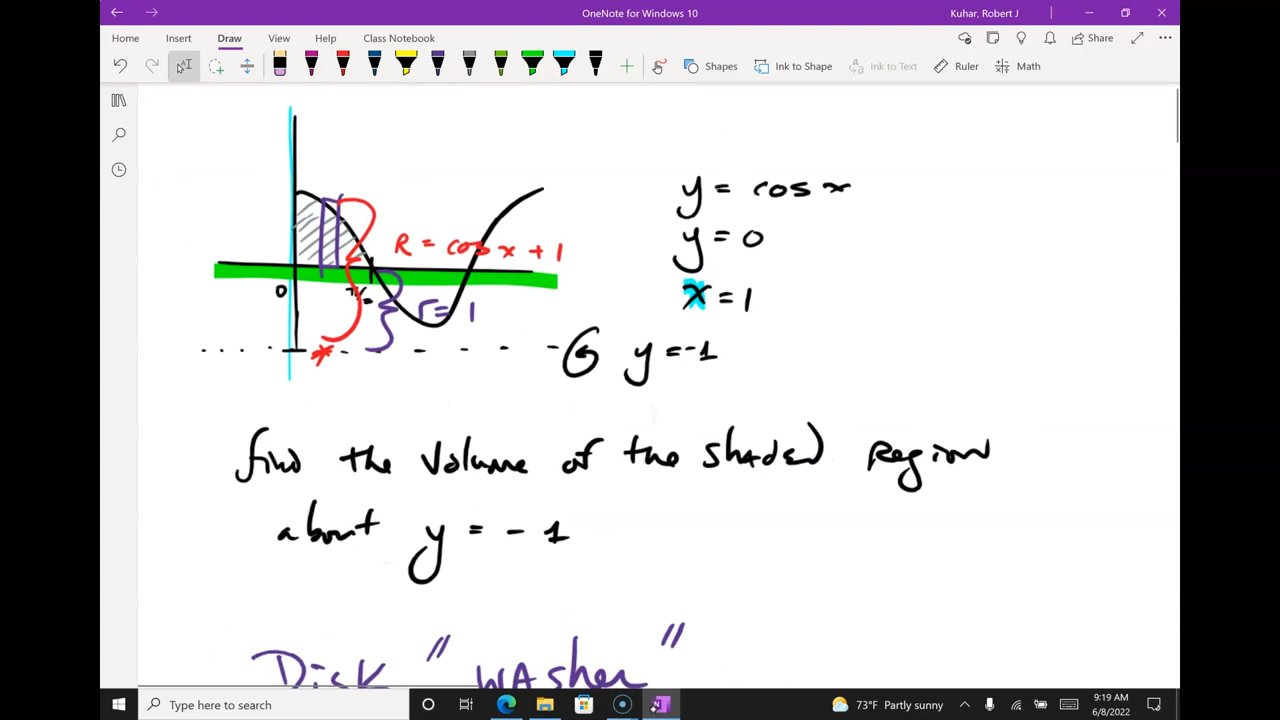 OneNote for Windows 10
Kuhar, Robert J
Home Insert Draw View Help Class Notebook
Share
Shapes Ink to Shape Ink to Text Ruler Math
y = cos x
y = 0
x = 1
R = cos x + 1
0
r = 1
y = -1
find the volume of the shaded Region
about y = - 1
Disk "washer"
Type here to search
73°F Partly sunny
9:19 AM
6/8/2022